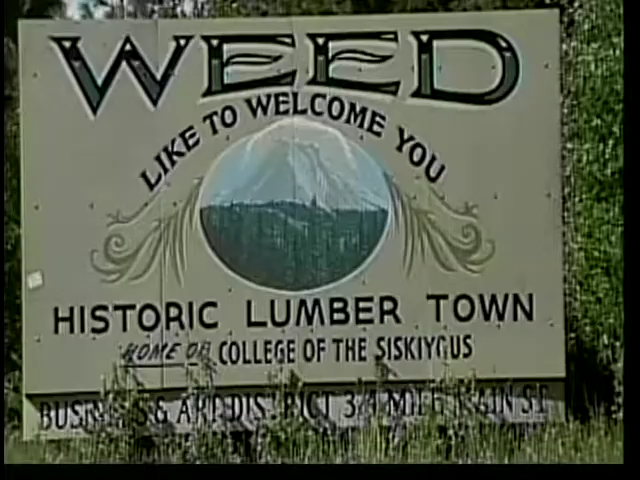 WEED
LIKE TO WELCOME YOU
HISTORIC LUMBER TOWN
HOME OF COLLEGE OF THE SISKIYOUS
BUSINESS & ART DISTRICT 3/4 MILE MAIN ST